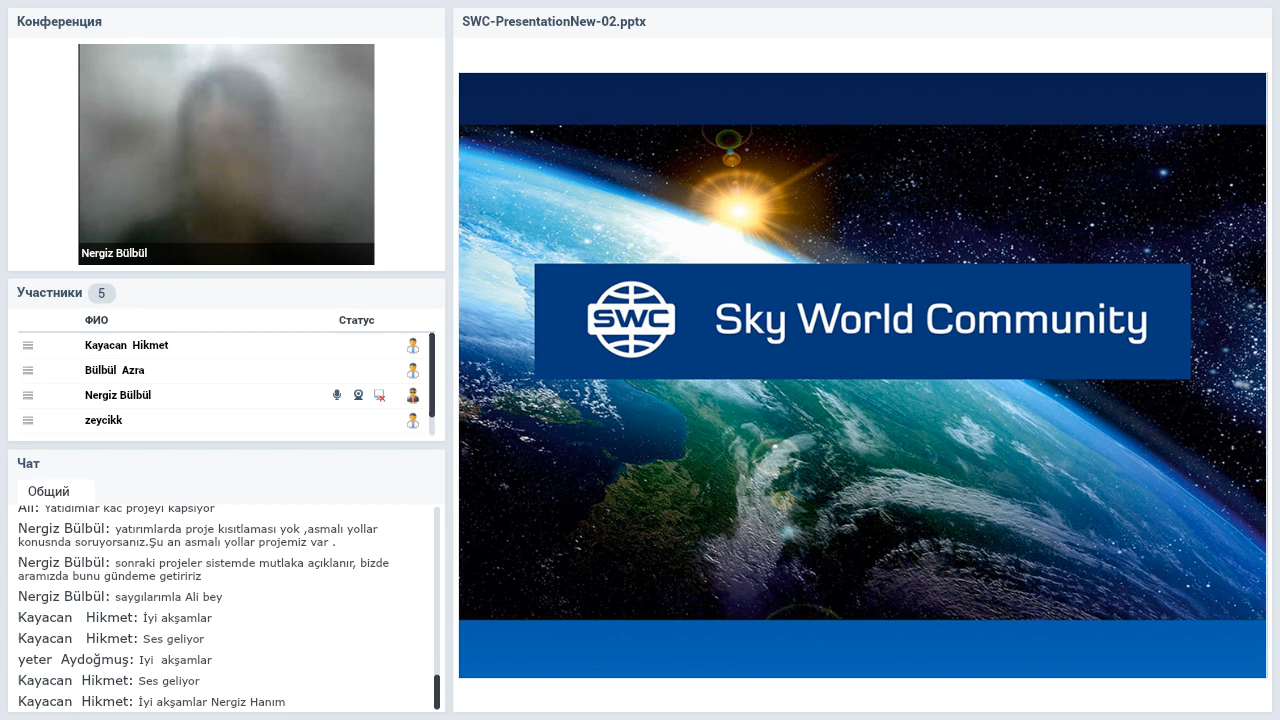 Конференция
Nergiz Bülbül
Участники 5
ФИО Статус
Kayacan Hikmet
Bülbül Azra
Nergiz Bülbül
zeycikk
Чат
Общий
Ali: Yatıdımlar kac projeyi kapsıyor
Nergiz Bülbül: yatırımlarda proje kısıtlaması yok ,asmalı yollar
konusnda soruyorsanız.Şu an asmalı yollar projemiz var .
Nergiz Bülbül: sonraki projeler sistemde mutlaka açıklanır, bizde
aramızda bunu gündeme getiririz
Nergiz Bülbül: saygılarımla Ali bey
Kayacan Hikmet: İyi akşamlar
Kayacan Hikmet: Ses geliyor
yeter Aydoğmuş: Iyi akşamlar
Kayacan Hikmet: Ses geliyor
Kayacan Hikmet: İyi akşamlar Nergiz Hanım
SWC-PresentationNew-02.pptx
SWC Sky World Community